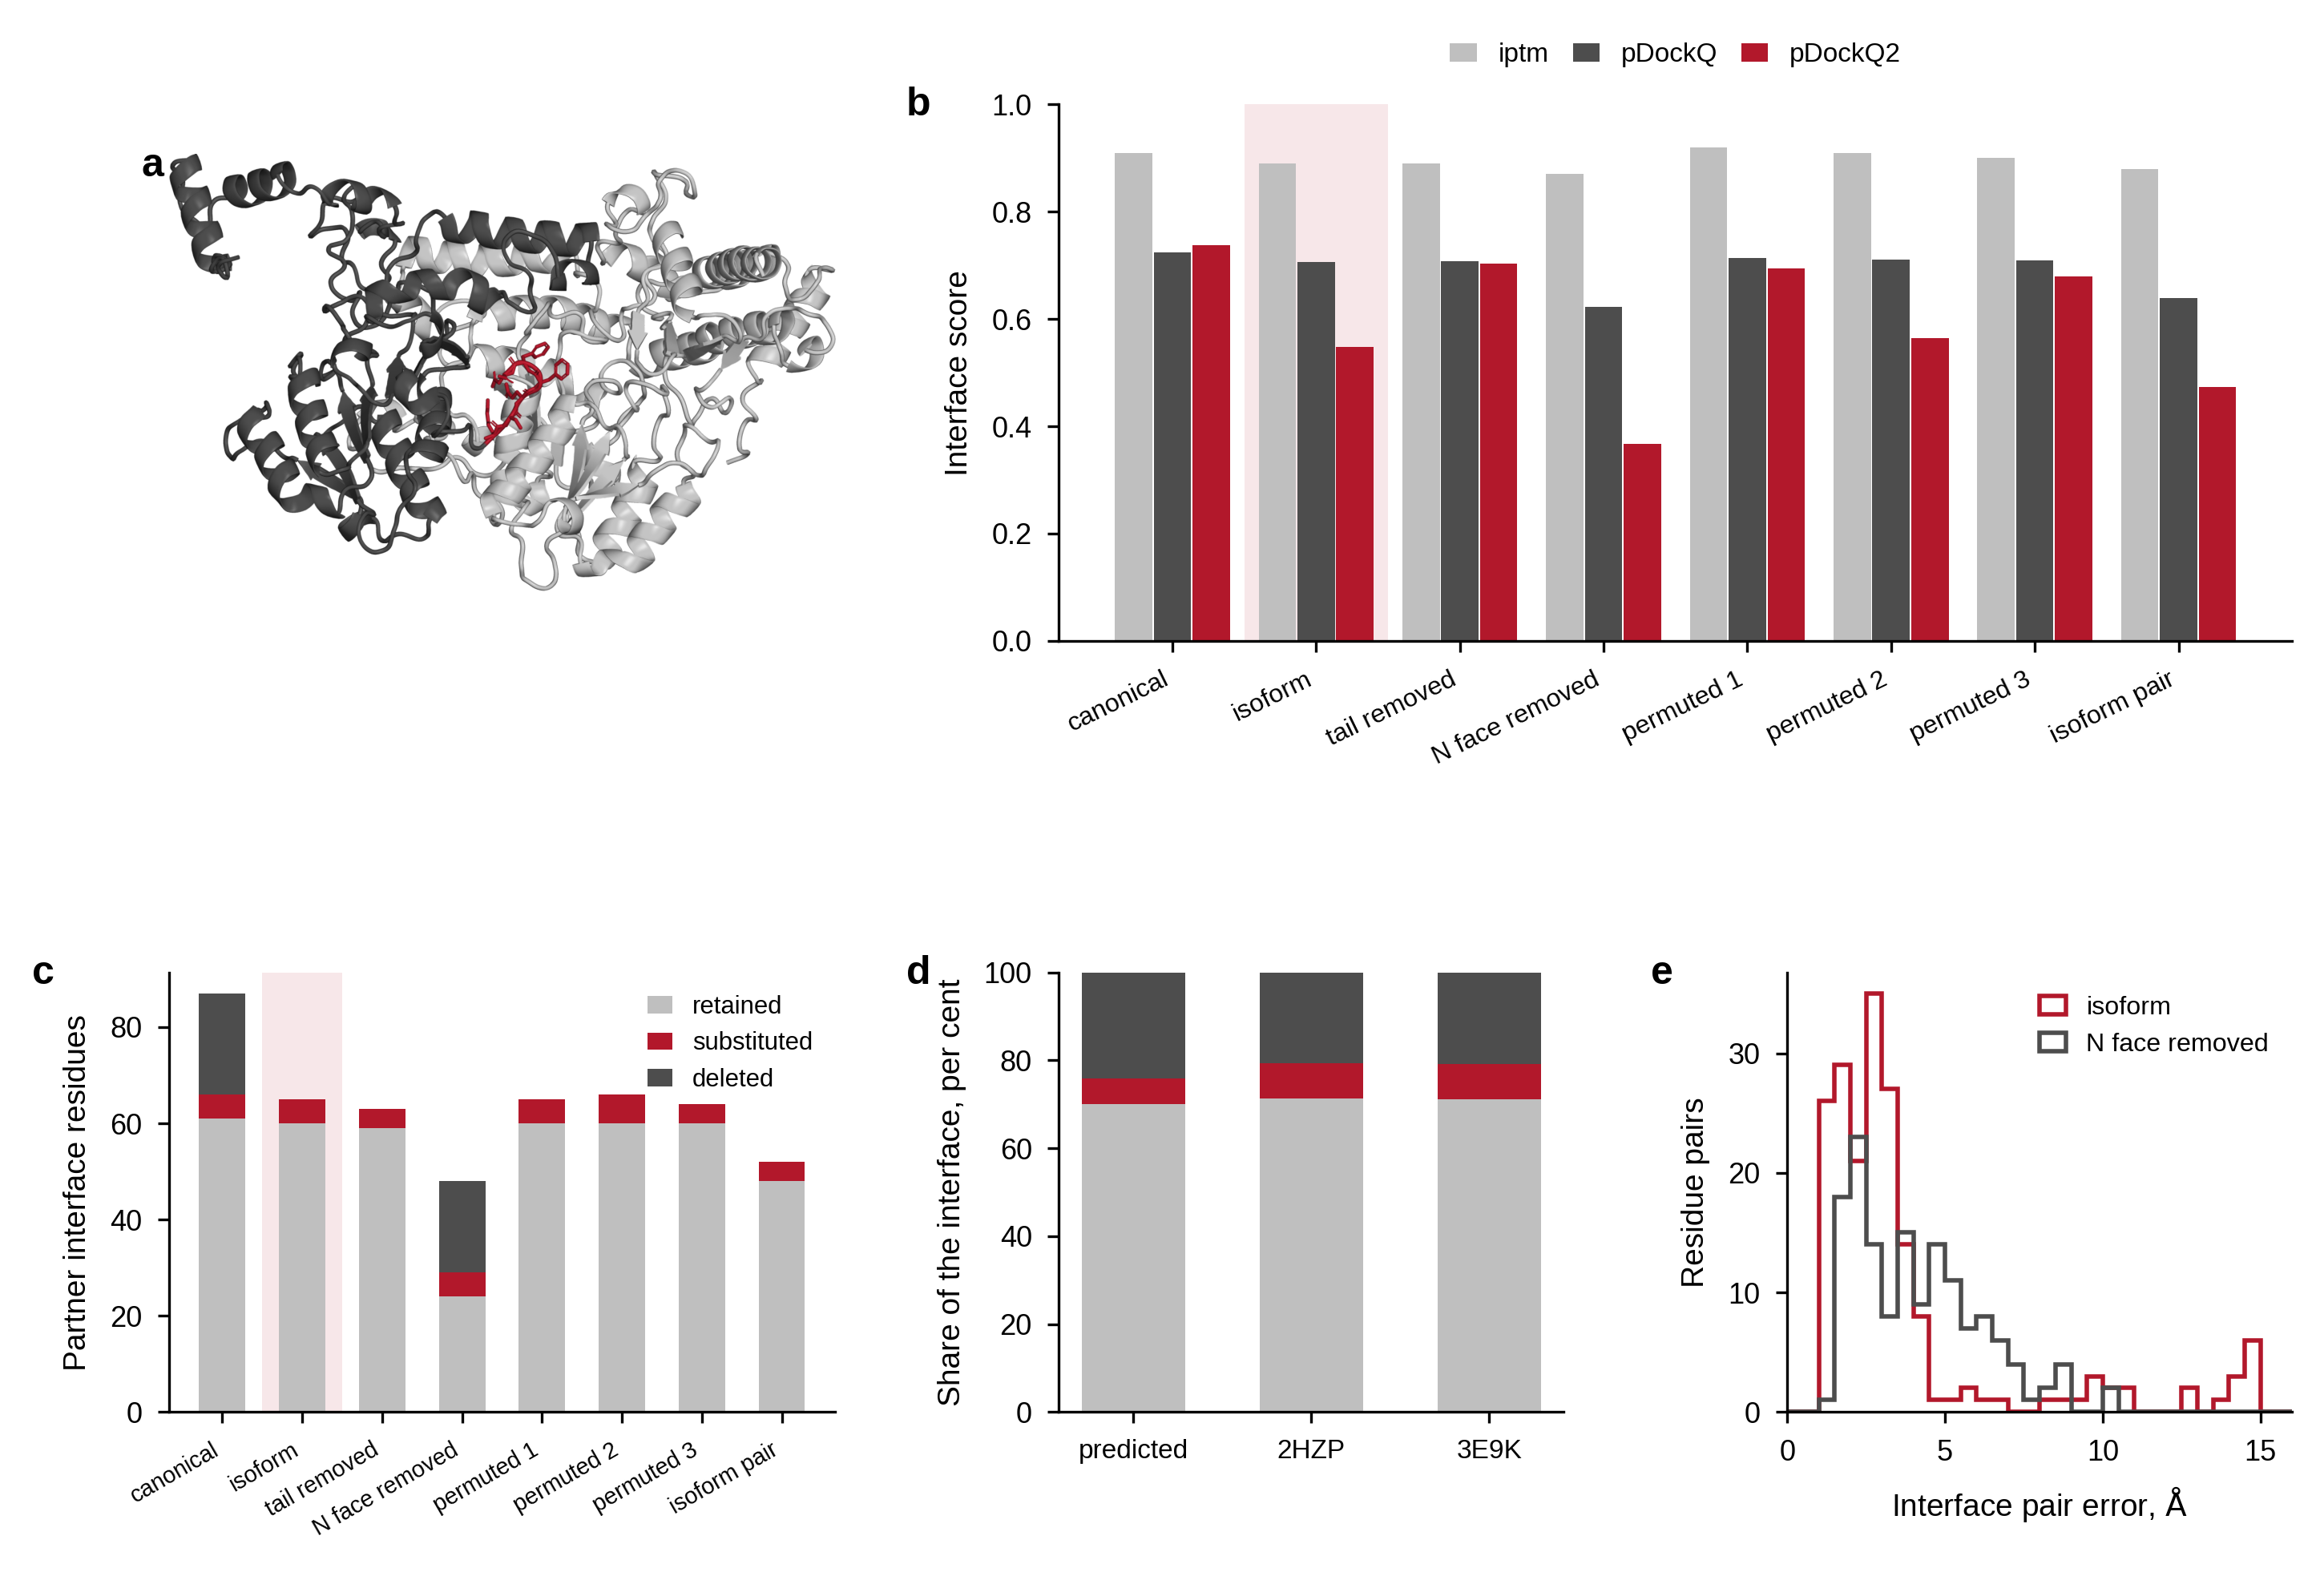 a
b
iptm pDockQ pDockQ2
Interface score
1.0
0.8
0.6
0.4
0.2
0.0
canonical isoform tail removed N face removed permuted 1 permuted 2 permuted 3 isoform pair
c
Partner interface residues
80
60
40
20
0
retained
substituted
deleted
canonical isoform tail removed N face removed permuted 1 permuted 2 permuted 3 isoform pair
d
Share of the interface, per cent
100
80
60
40
20
0
predicted 2HZP 3E9K
e
Residue pairs
30
20
10
0
isoform
N face removed
0 5 10 15
Interface pair error, Å